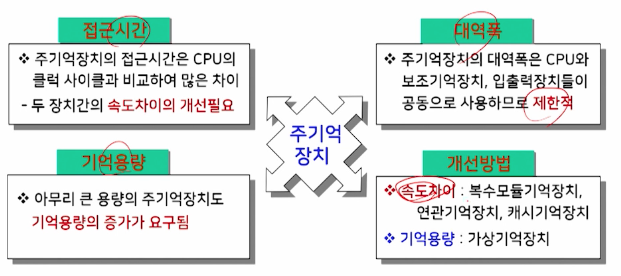 접근시간
❖ 주기억장치의 접근시간은 CPU의
클럭 사이클과 비교하여 많은 차이
- 두 장치간의 속도차이의 개선필요
대역폭
❖ 주기억장치의 대역폭은 CPU와
보조기억장치, 입출력장치들이
공동으로 사용하므로 제한적
주기억
장치
기억용량
❖ 아무리 큰 용량의 주기억장치도
기억용량의 증가가 요구됨
개선방법
❖ 속도차이 : 복수모듈기억장치,
연관기억장치, 캐시기억장치
❖ 기억용량 : 가상기억장치